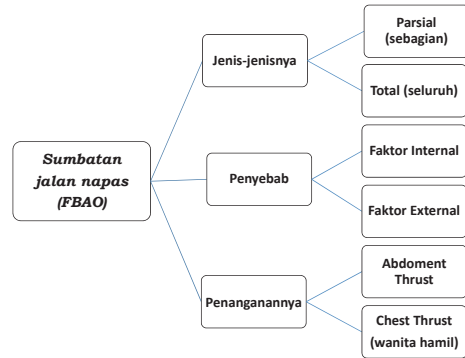 Sumbatan
jalan napas
(FBAO)
Jenis-jenisnya
Parsial
(sebagian)
Total (seluruh)
Penyebab
Faktor Internal
Faktor External
Penanganannya
Abdoment
Thrust
Chest Thrust
(wanita hamil)